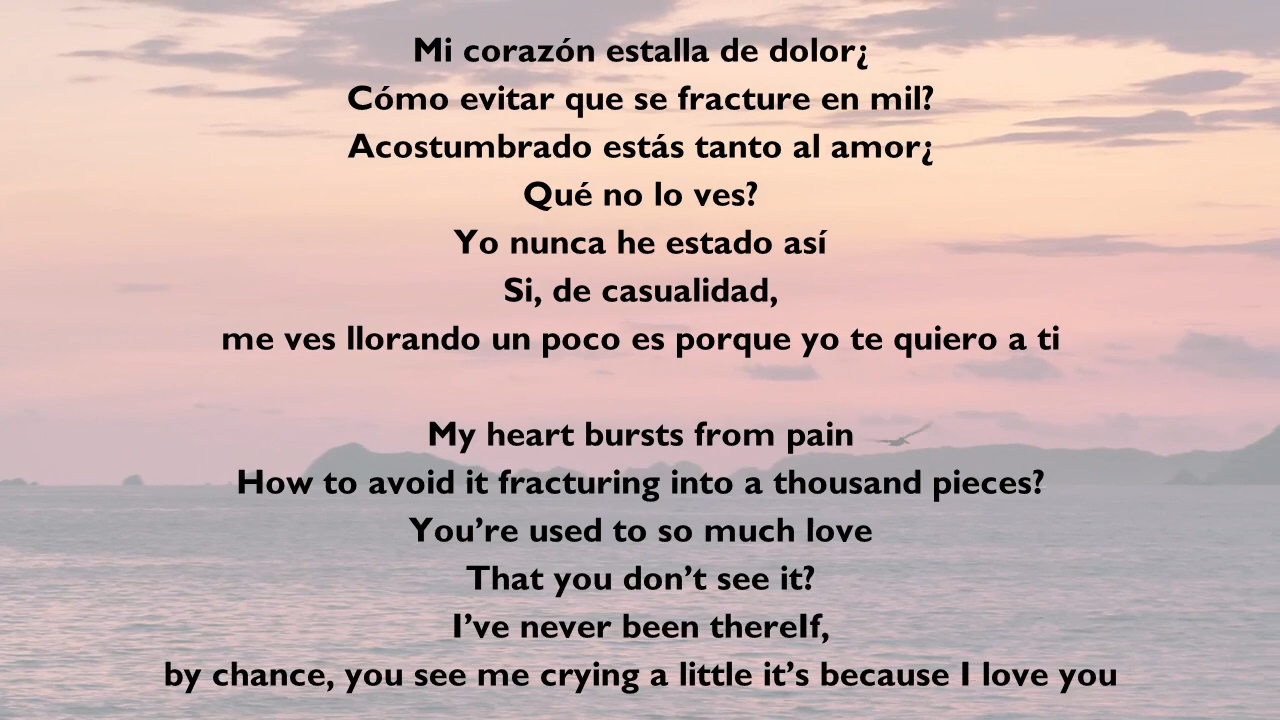 Mi corazón estalla de dolor¿
Cómo evitar que se fracture en mil?
Acostumbrado estás tanto al amor¿
Qué no lo ves?
Yo nunca he estado así
Si, de casualidad,
me ves llorando un poco es porque yo te quiero a ti
My heart bursts from pain
How to avoid it fracturing into a thousand pieces?
You’re used to so much love
That you don’t see it?
I’ve never been thereIf,
by chance, you see me crying a little it’s because I love you